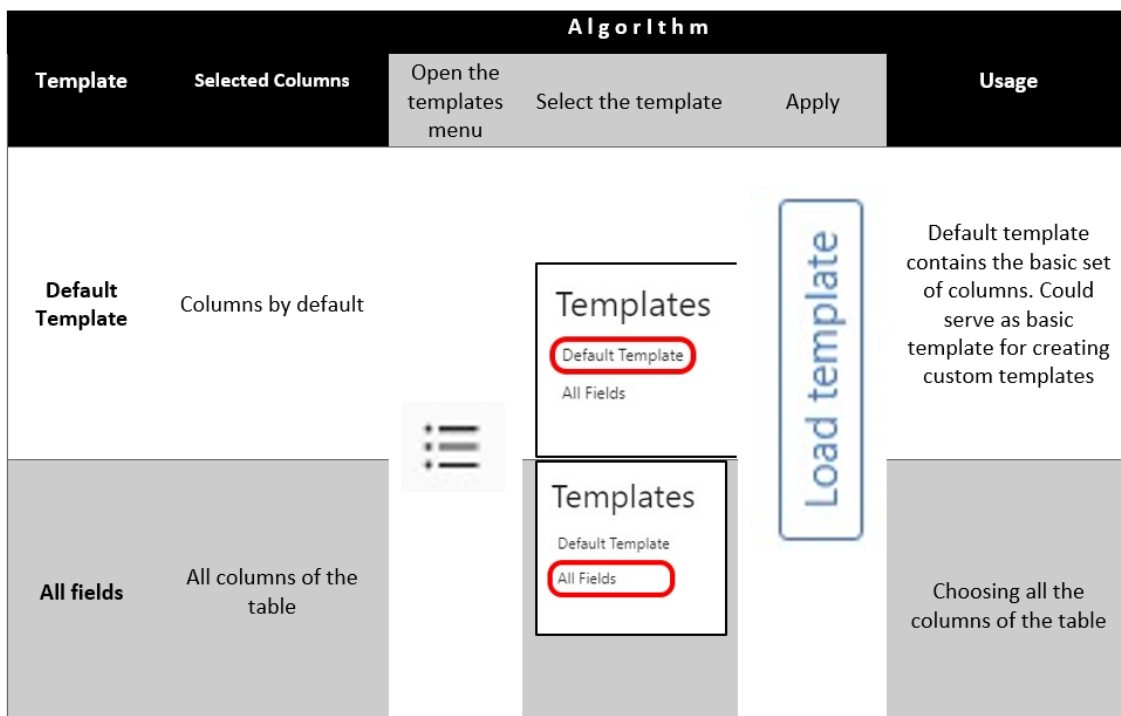 AlgorIthm
Template
Selected Columns
Open the
templates
menu
Select the template
Apply
Usage
Default
Template
Columns by default
Templates
Default Template
All Fields
Load template
Default template
contains the basic set
of columns. Could
serve as basic
template for creating
custom templates
All fields
All columns of the
table
Templates
Default Template
All Fields
Choosing all the
columns of the table